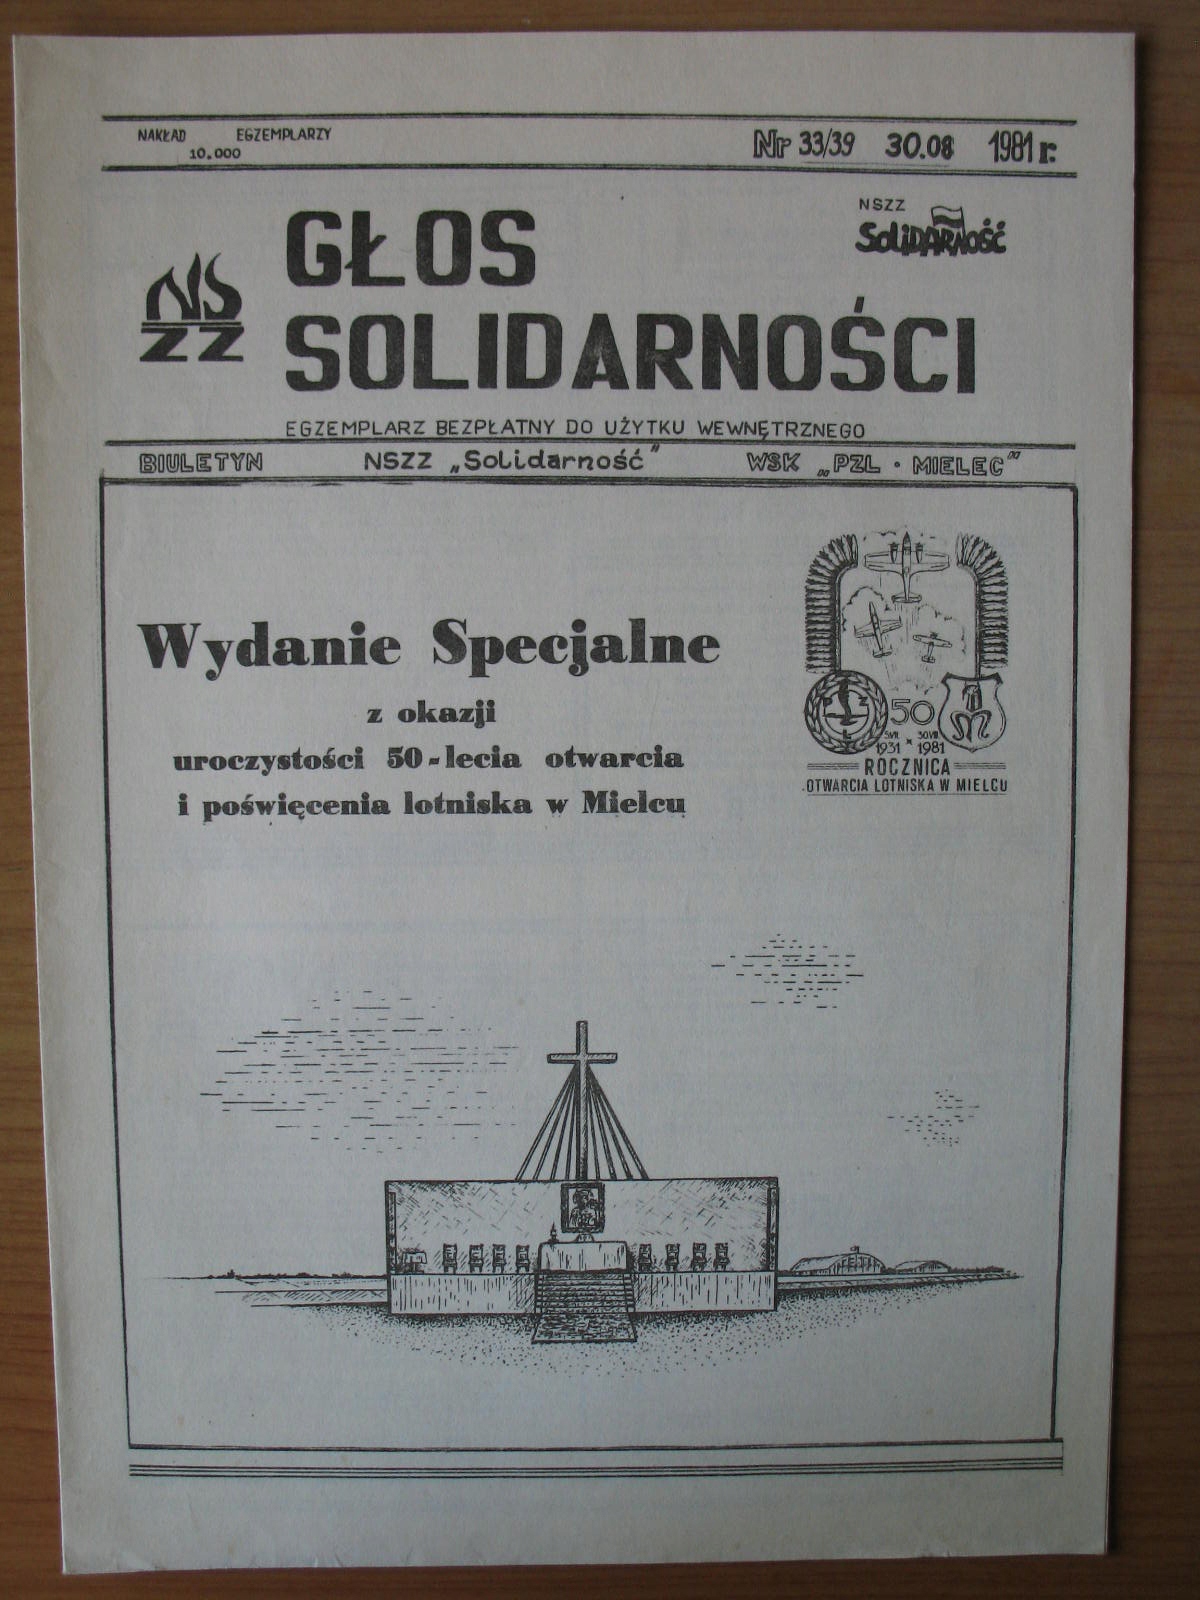 NAKŁAD EGZEMPLARZY
10.000
Nr 33/39 30.08 1981 r.
NSZZ
SOLIDARNOŚĆ
NS
ZZ
GŁOS
SOLIDARNOŚCI
EGZEMPLARZ BEZPŁATNY DO UŻYTKU WEWNĘTRZNEGO
BIULETYN NSZZ „Solidarność” WSK „PZL · MIELEC”
Wydanie Specjalne
z okazji
uroczystości 50-lecia otwarcia
i poświęcenia lotniska w Mielcu
50
1931 * 1981
ROCZNICA
OTWARCIA LOTNISKA W MIELCU